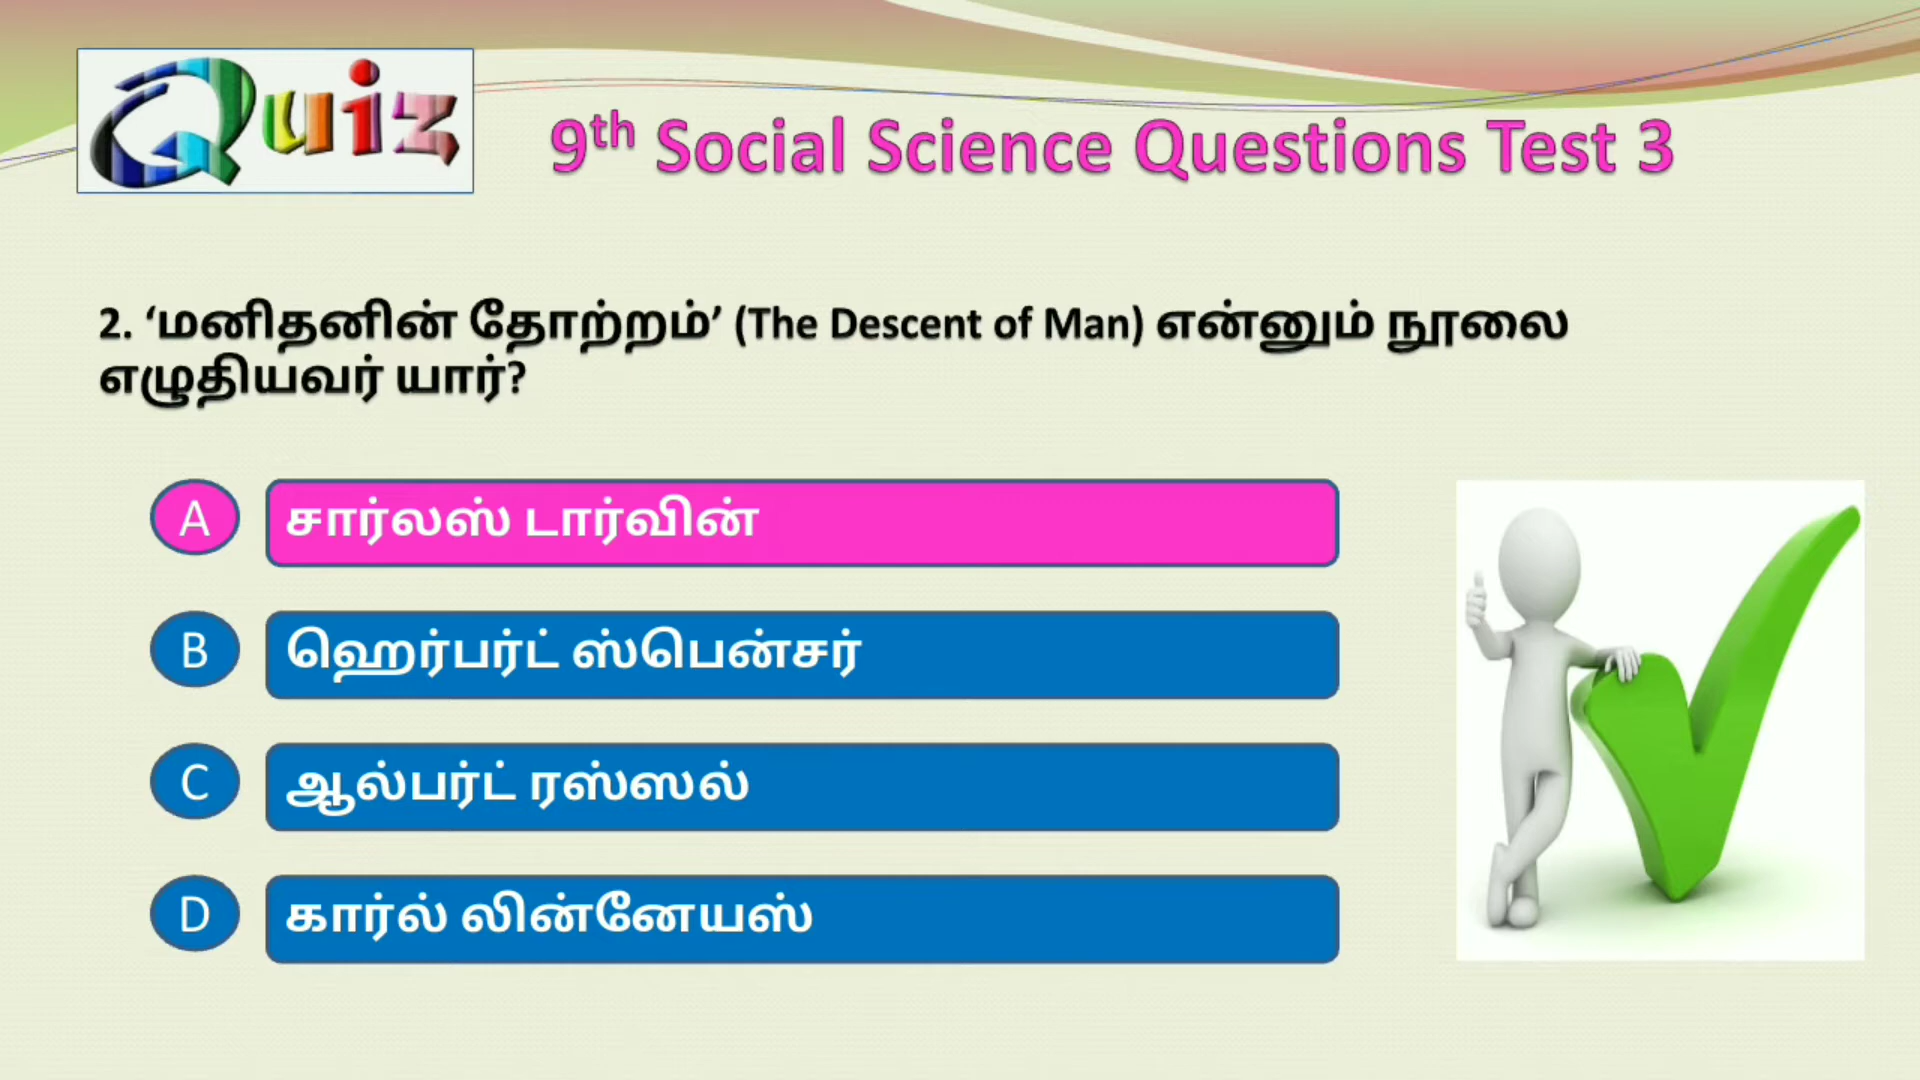 Quiz
9th Social Science Questions Test 3
2. ‘மனிதனின் தோற்றம்’ (The Descent of Man) என்னும் நூலை
எழுதியவர் யார்?
A சார்லஸ் டார்வின்
B ஹெர்பர்ட் ஸ்பென்சர்
C ஆல்பர்ட் ரஸ்ஸல்
D கார்ல் லின்னேயஸ்